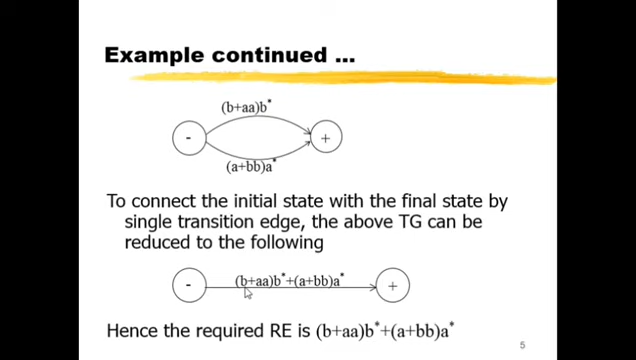 Example continued …
(b+aa)b*
-
+
(a+bb)a*
To connect the initial state with the final state by
single transition edge, the above TG can be
reduced to the following
- (b+aa)b*+(a+bb)a* +
Hence the required RE is (b+aa)b*+(a+bb)a*
5